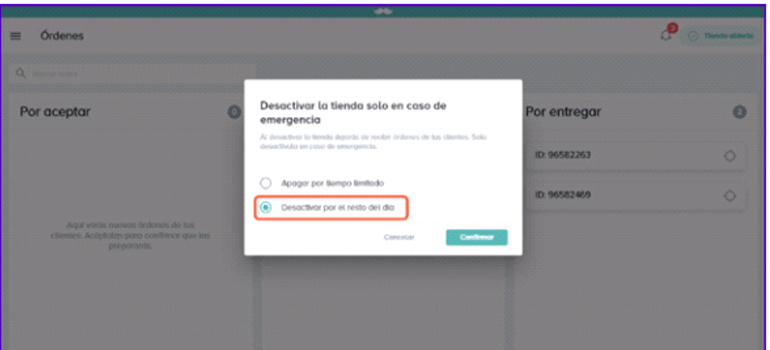 Órdenes
2
Tienda abierta
Buscar orden
Por aceptar
0
Por entregar
2
Desactivar la tienda solo en caso de
emergencia
Al desactivar la tienda dejarás de recibir órdenes de tus clientes. Solo
desactívala en caso de emergencia.
ID: 96582263
Apagar por tiempo limitado
ID: 96582469
Desactivar por el resto del día
Aquí verás nuevas órdenes de tus
clientes. Acéptalas para confirmar que las
prepararás.
Cancelar
Confirmar